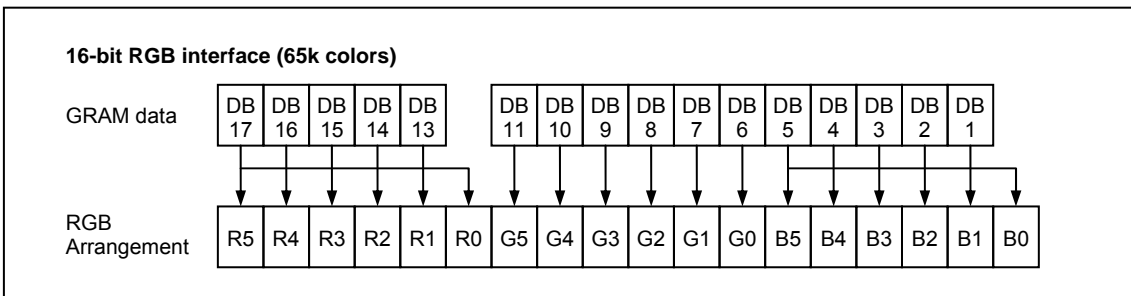 16-bit RGB interface (65k colors)
GRAM data
DB 17 DB 16 DB 15 DB 14 DB 13 DB 11 DB 10 DB 9 DB 8 DB 7 DB 6 DB 5 DB 4 DB 3 DB 2 DB 1
RGB
Arrangement
R5 R4 R3 R2 R1 R0 G5 G4 G3 G2 G1 G0 B5 B4 B3 B2 B1 B0